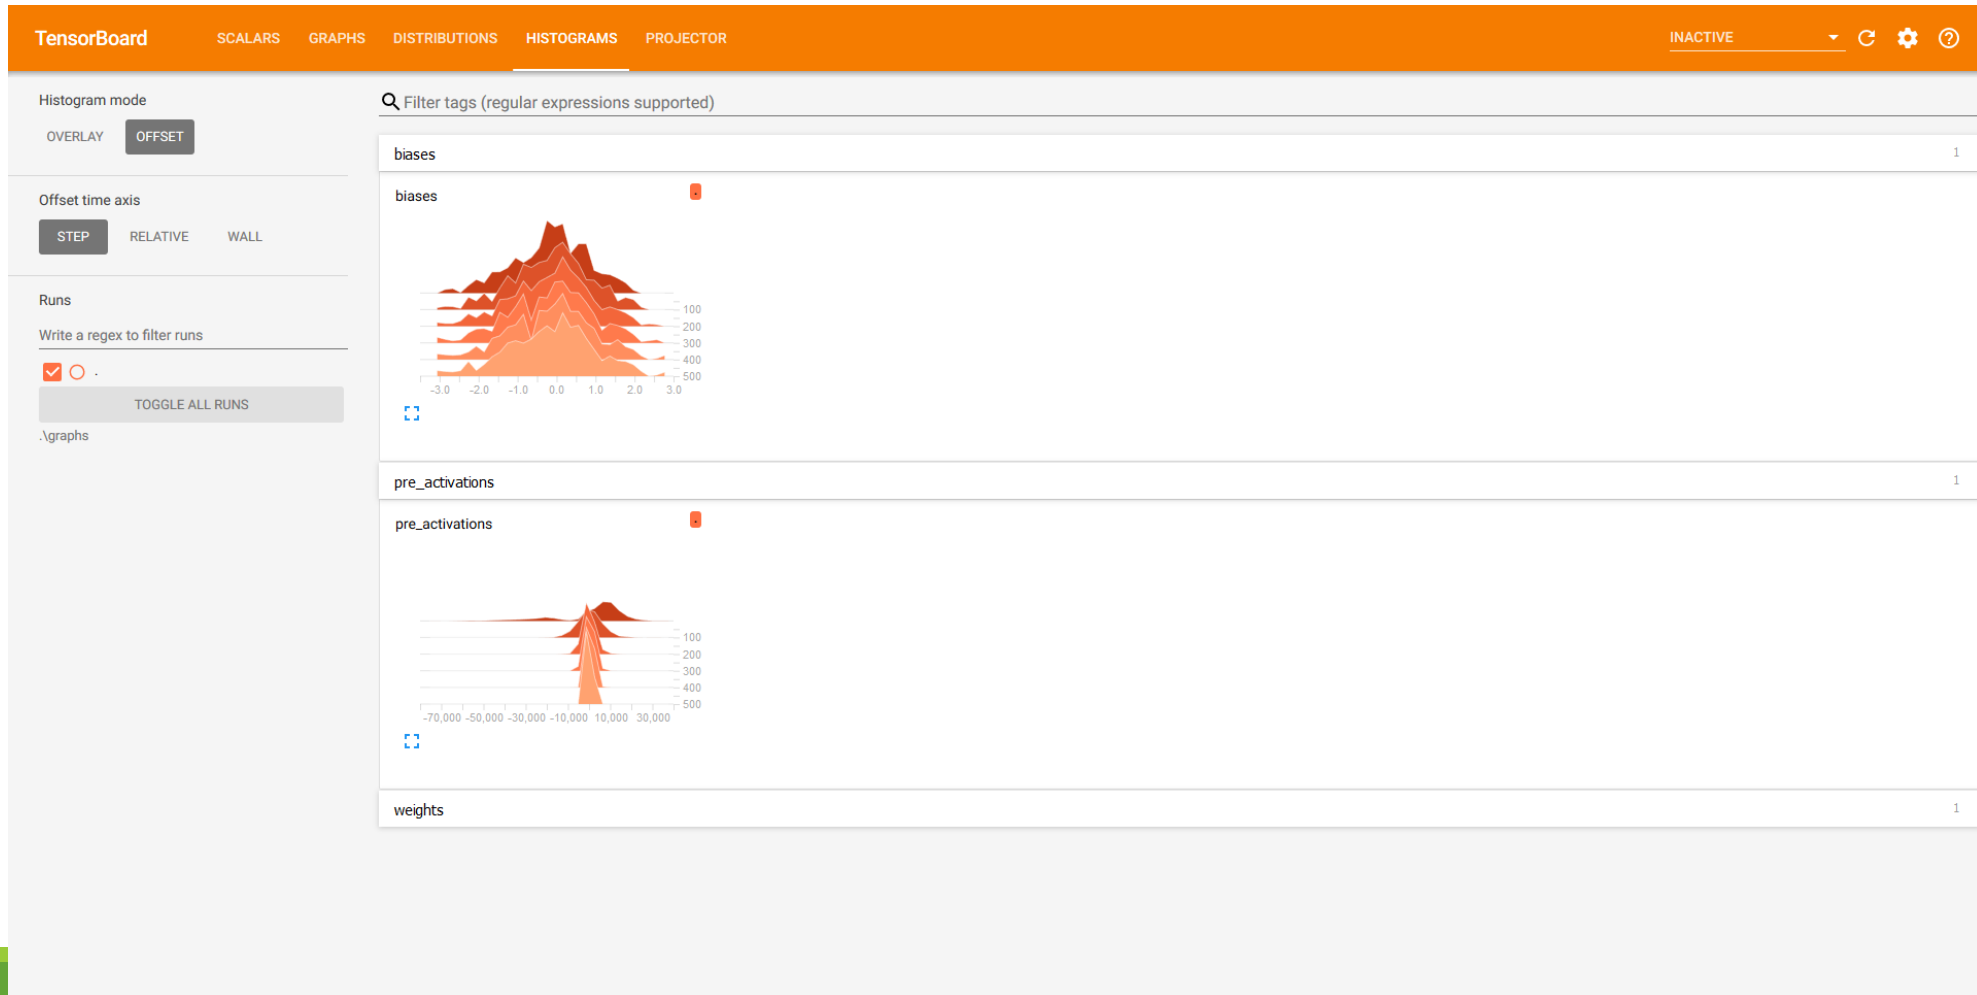 TensorBoard SCALARS GRAPHS DISTRIBUTIONS HISTOGRAMS PROJECTOR INACTIVE
Histogram mode
OVERLAY OFFSET
Offset time axis
STEP RELATIVE WALL
Runs
Write a regex to filter runs
.
TOGGLE ALL RUNS
.\graphs
Filter tags (regular expressions supported)
biases 1
biases .
100
200
300
400
500
-3.0 -2.0 -1.0 0.0 1.0 2.0 3.0
pre_activations 1
pre_activations .
100
200
300
400
500
-70,000 -50,000 -30,000 -10,000 10,000 30,000
weights 1